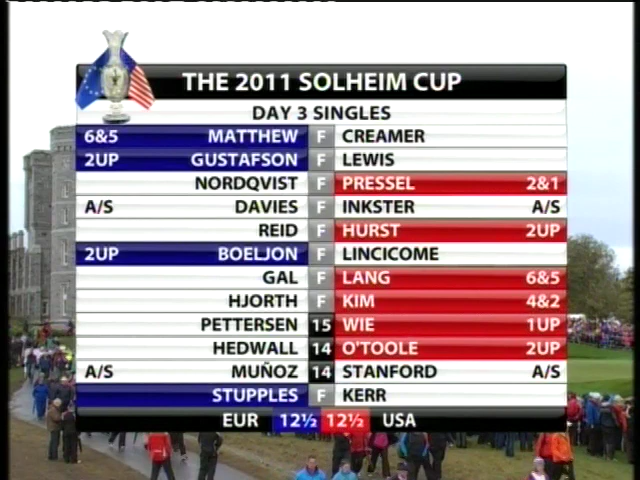 THE 2011 SOLHEIM CUP
DAY 3 SINGLES
6&5 MATTHEW F CREAMER
2UP GUSTAFSON F LEWIS
NORDQVIST F PRESSEL 2&1
A/S DAVIES F INKSTER A/S
REID F HURST 2UP
2UP BOELJON F LINCICOME
GAL F LANG 6&5
HJORTH F KIM 4&2
PETTERSEN 15 WIE 1UP
HEDWALL 14 O'TOOLE 2UP
A/S MUÑOZ 14 STANFORD A/S
STUPPLES F KERR
EUR 12½ 12½ USA